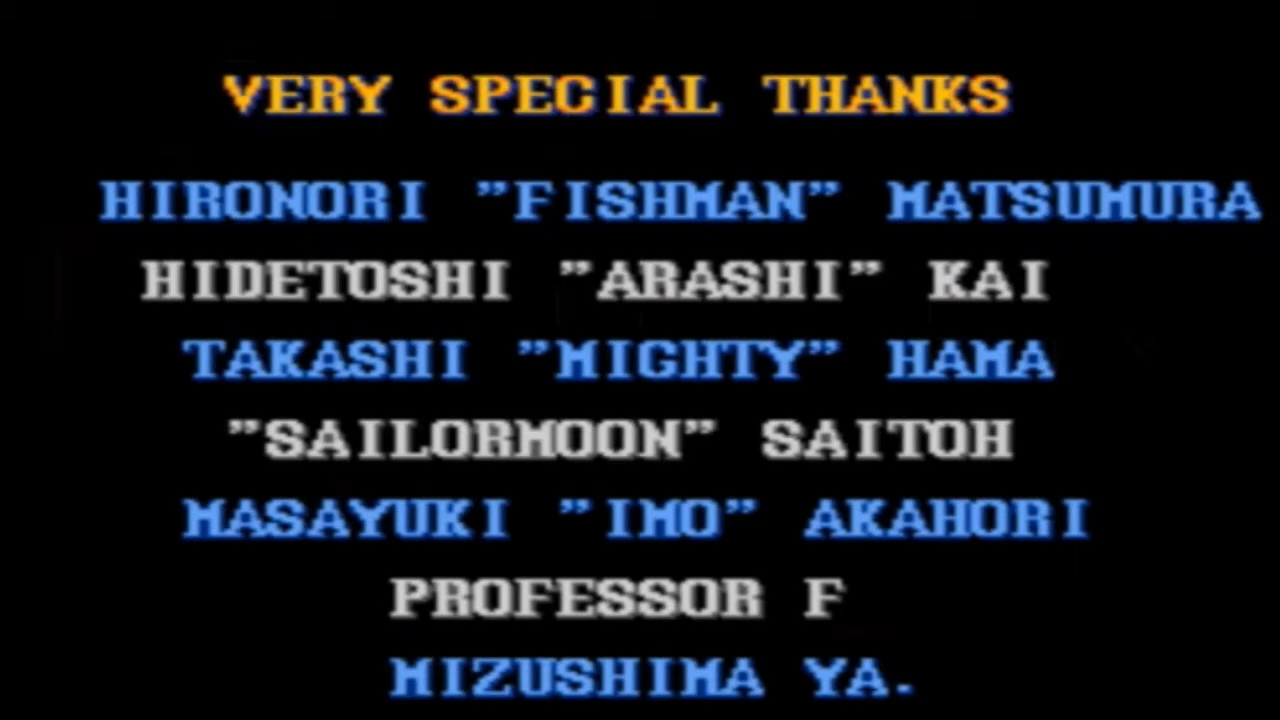 VERY SPECIAL THANKS
HIRONORI ”FISHMAN” MATSUMURA
HIDETOSHI ”ARASHI” KAI
TAKASHI ”MIGHTY” HAMA
”SAILORMOON” SAITOH
MASAYUKI ”IMO” AKAHORI
PROFESSOR F
MIZUSHIMA YA.